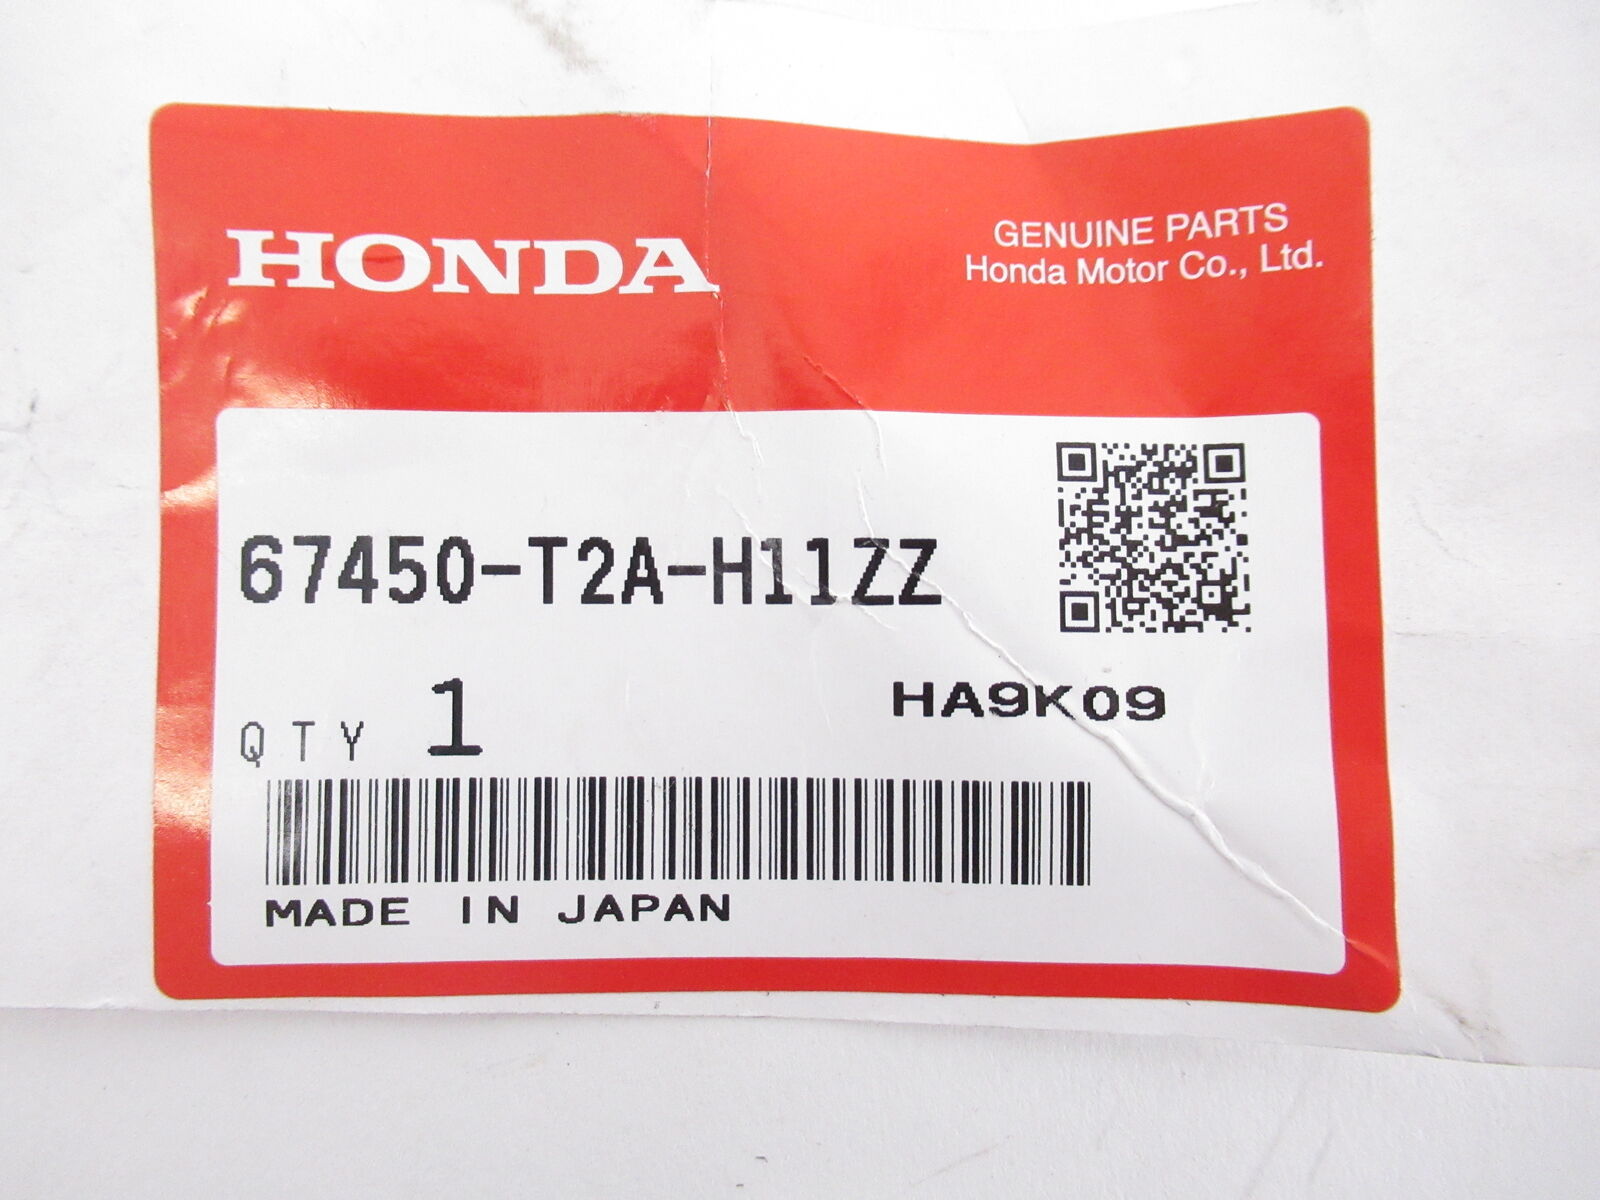 HONDA
GENUINE PARTS
Honda Motor Co., Ltd.
67450-T2A-H11ZZ
QTY 1
HA9K09
MADE IN JAPAN